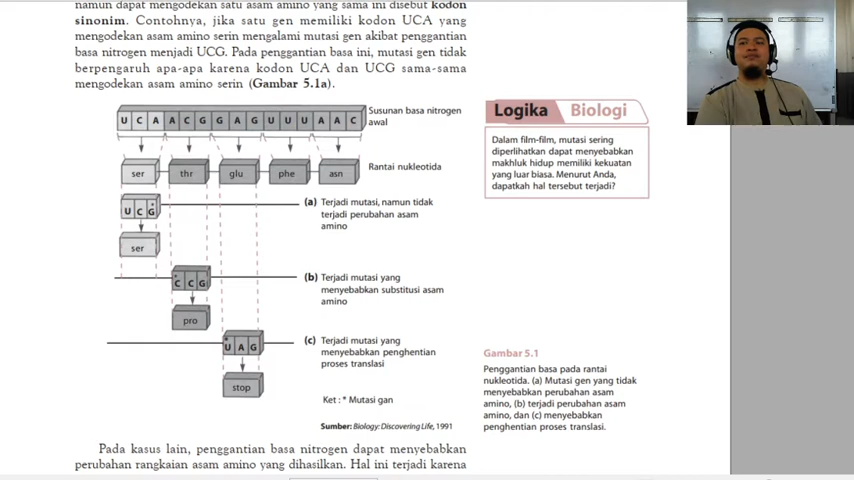 namun dapat mengodekan satu asam amino yang sama ini disebut kodon
sinonim. Contohnya, jika satu gen memiliki kodon UCA yang
mengodekan asam amino serin mengalami mutasi gen akibat penggantian
basa nitrogen menjadi UCG. Pada penggantian basa ini, mutasi gen tidak
berpengaruh apa-apa karena kodon UCA dan UCG sama-sama
mengodekan asam amino serin (Gambar 5.1a).
U C A A C G G A G U U U A A C
Susunan basa nitrogen
awal
ser thr glu phe asn
Rantai nukleotida
U C G*
ser
(a) Terjadi mutasi, namun tidak
terjadi perubahan asam
amino
*C C G
pro
(b) Terjadi mutasi yang
menyebabkan substitusi asam
amino
*U A G
stop
(c) Terjadi mutasi yang
menyebabkan penghentian
proses translasi
Ket : * Mutasi gan
Sumber: Biology: Discovering Life, 1991
Logika Biologi
Dalam film-film, mutasi sering
diperlihatkan dapat menyebabkan
makhluk hidup memiliki kekuatan
yang luar biasa. Menurut Anda,
dapatkah hal tersebut terjadi?
Gambar 5.1
Penggantian basa pada rantai
nukleotida. (a) Mutasi gen yang tidak
menyebabkan perubahan asam
amino, (b) terjadi perubahan asam
amino, dan (c) menyebabkan
penghentian proses translasi.
Pada kasus lain, penggantian basa nitrogen dapat menyebabkan
perubahan rangkaian asam amino yang dihasilkan. Hal ini terjadi karena